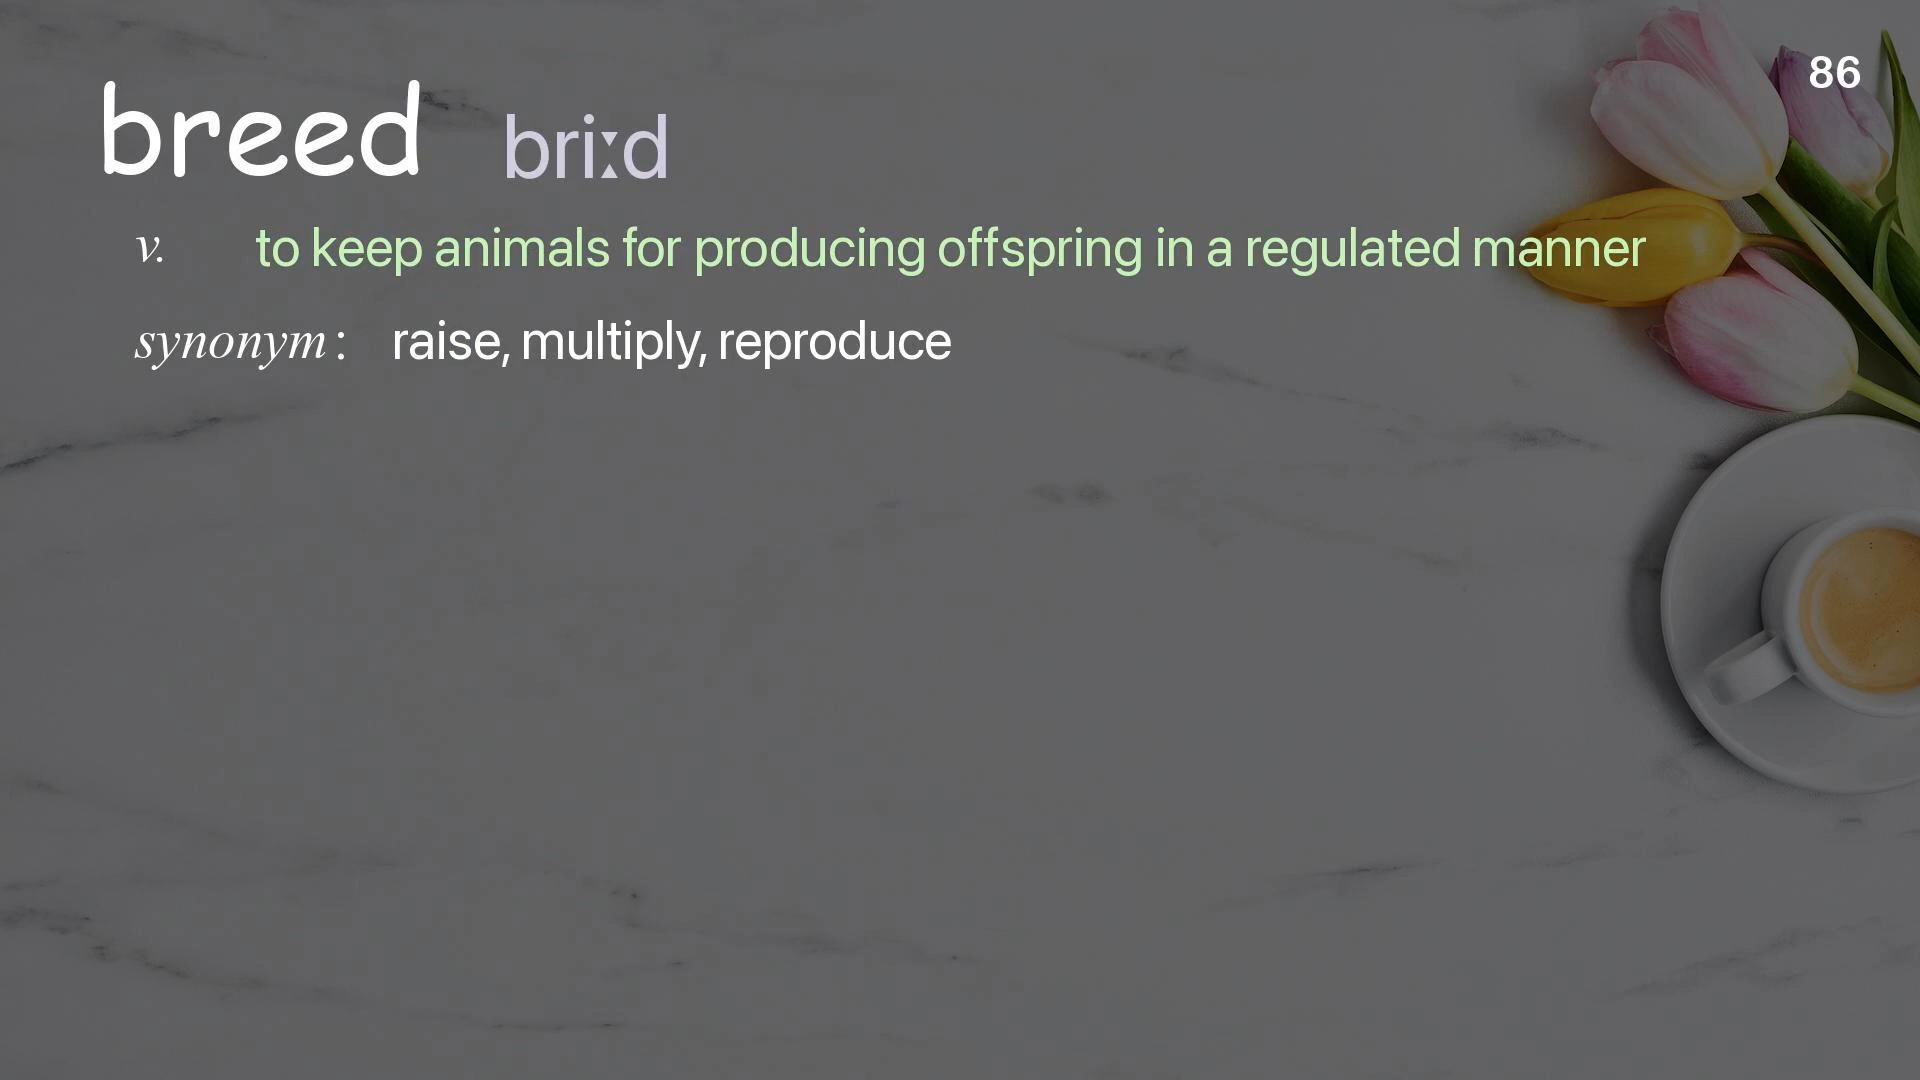 86
breed briːd
v. to keep animals for producing offspring in a regulated manner
synonym : raise, multiply, reproduce